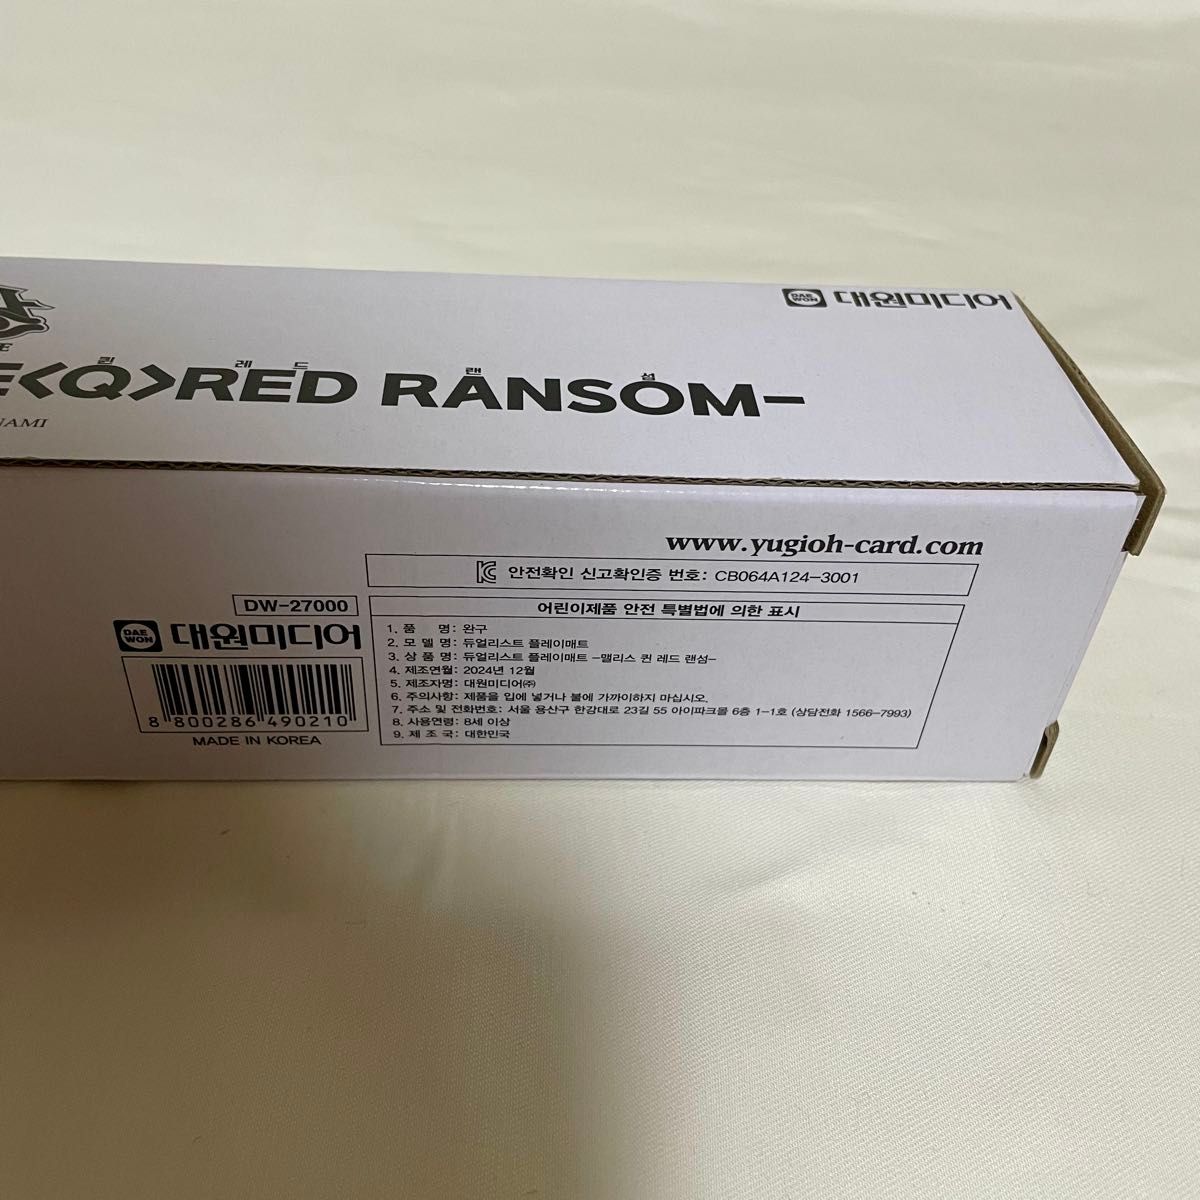 DAE WON 대원미디어
퀸 레 드 랜 섬
E<Q>RED RANSOM-
NAMI
www.yugioh-card.com
안전확인 신고확인증 번호: CB064A124-3001
DW-27000
DAE WON 대원미디어
8 800286 490210
MADE IN KOREA
어린이제품 안전 특별법에 의한 표시
1. 품 명: 완구
2. 모 델 명: 듀얼리스트 플레이매트
3. 상 품 명: 듀얼리스트 플레이매트 -맬리스 퀸 레드 랜섬-
4. 제조연월: 2024년 12월
5. 제조자명: 대원미디어㈜
6. 주의사항: 제품을 입에 넣거나 불에 가까이하지 마십시오.
7. 주소 및 전화번호: 서울 용산구 한강대로 23길 55 아이파크몰 6층 1-1호 (상담전화 1566-7993)
8. 사용연령: 8세 이상
9. 제 조 국: 대한민국